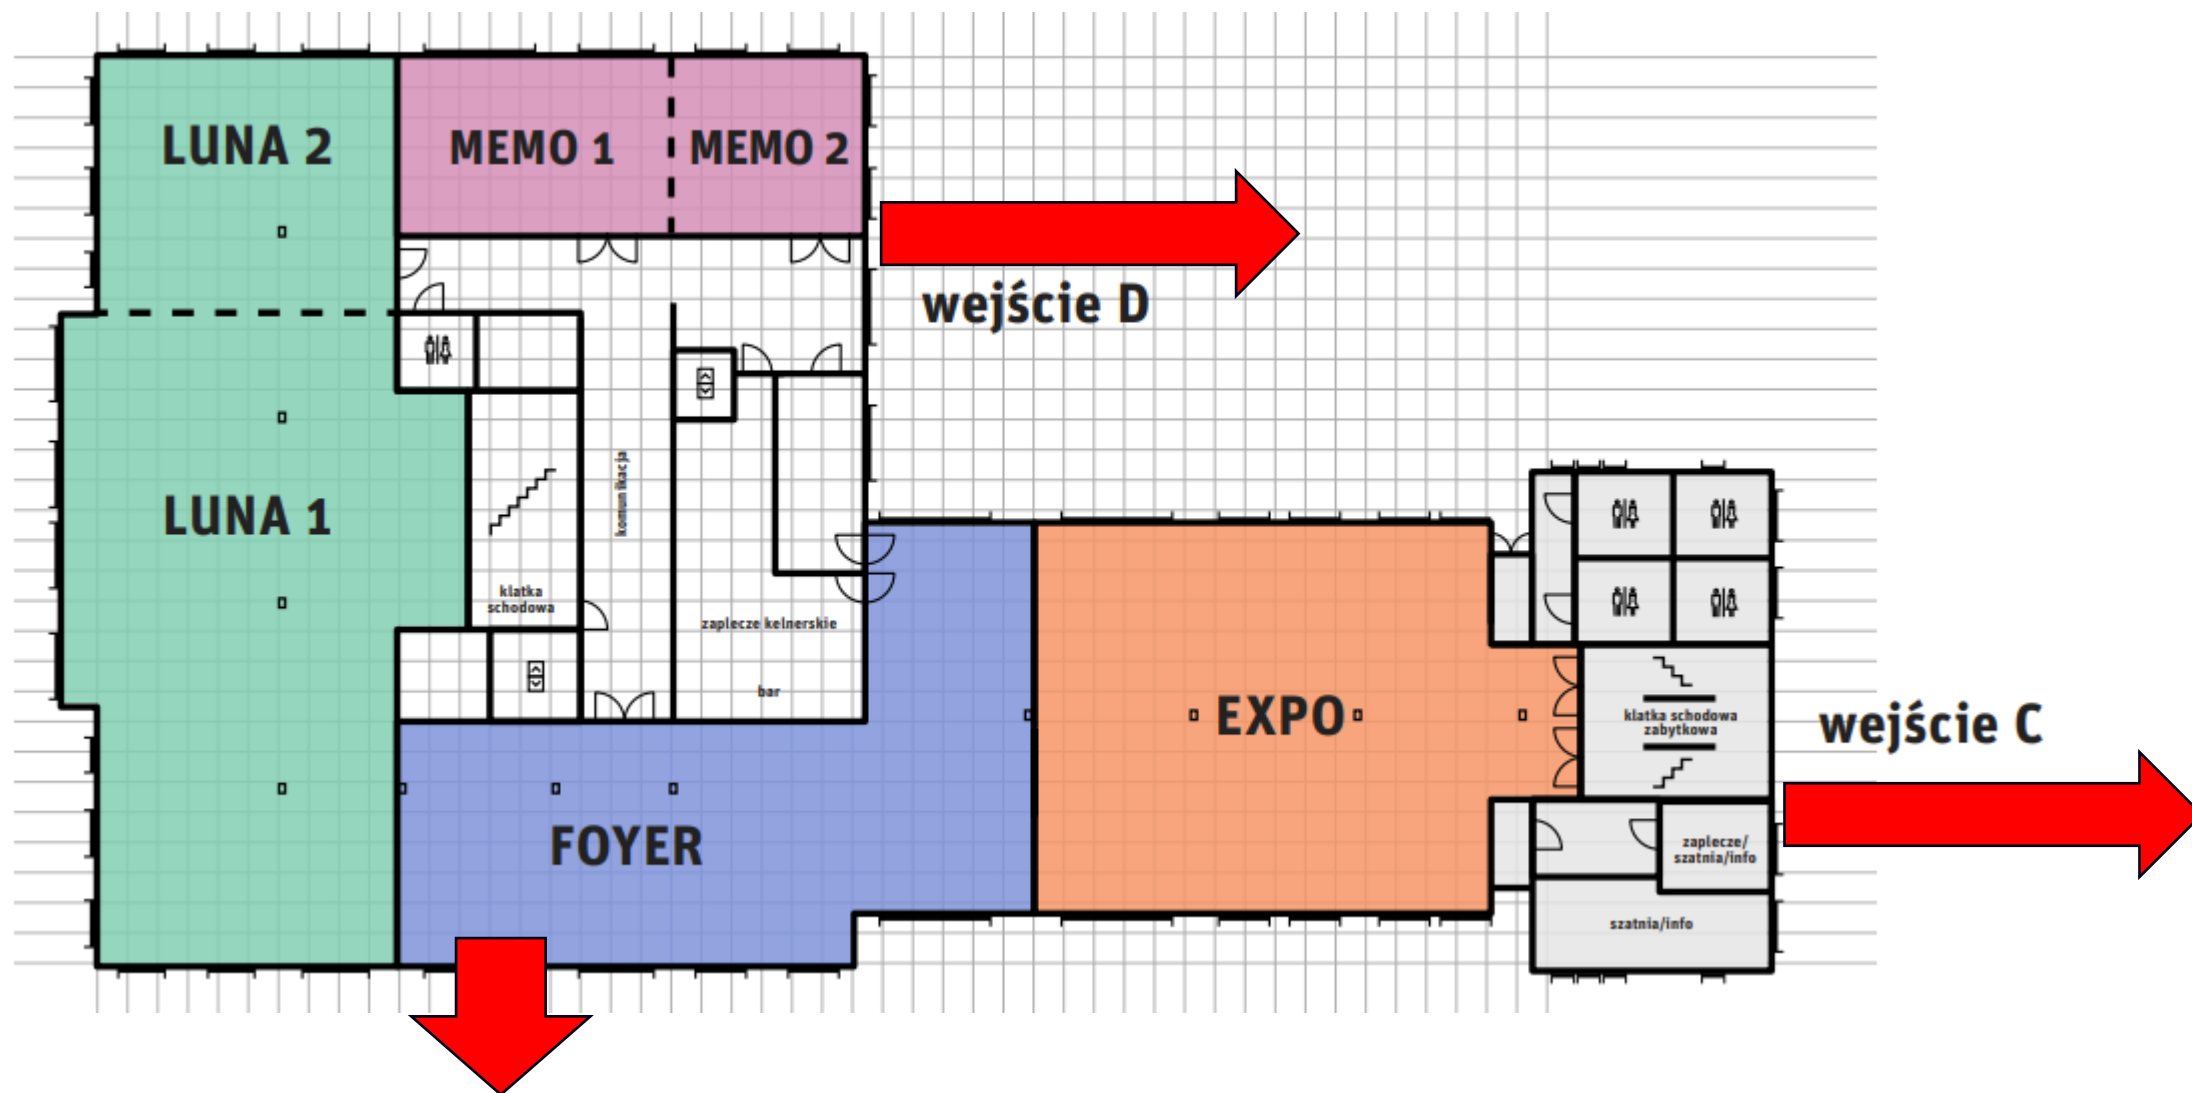 LUNA 2
MEMO 1
MEMO 2
wejście D
LUNA 1
komunikacja
klatka
schodowa
zaplecze kelnerskie
bar
EXPO
klatka schodowa
zabytkowa
wejście C
FOYER
zaplecze/
szatnia/info
szatnia/info